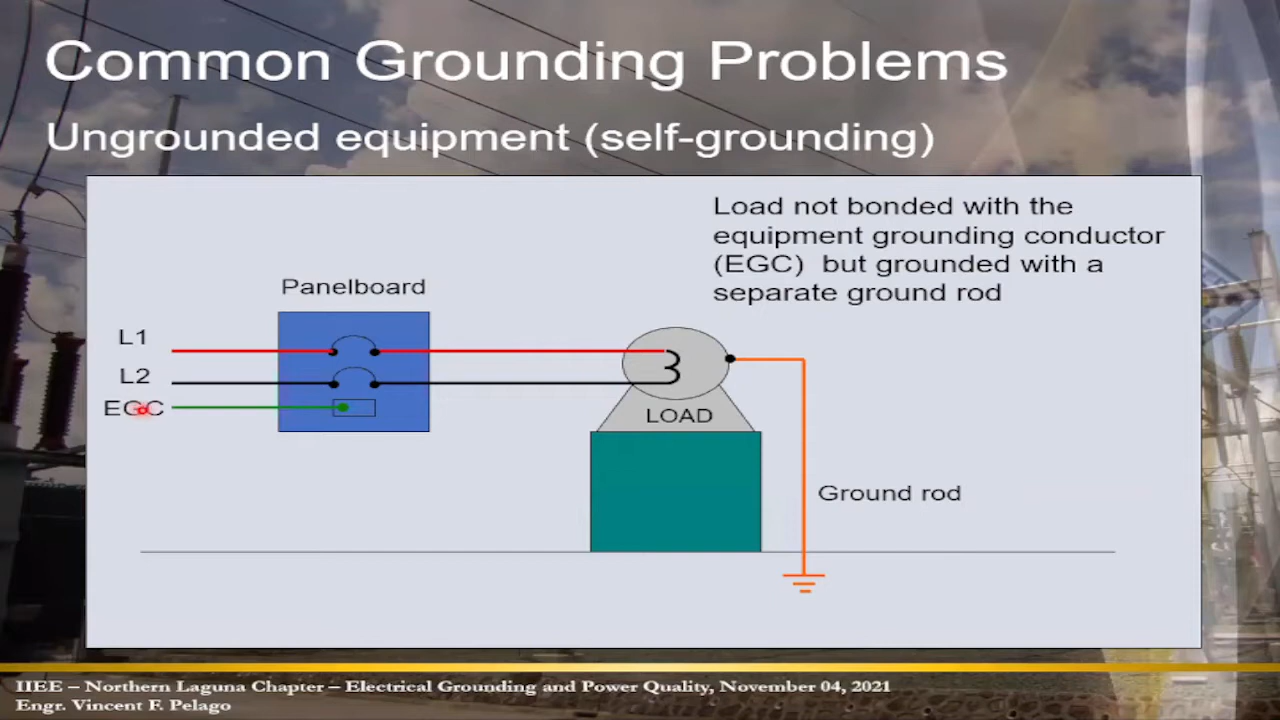 Common Grounding Problems
Ungrounded equipment (self-grounding)
Load not bonded with the
equipment grounding conductor
(EGC) but grounded with a
separate ground rod
Panelboard
L1
L2
EGC
LOAD
Ground rod
IIEE – Northern Laguna Chapter – Electrical Grounding and Power Quality, November 04, 2021
Engr. Vincent F. Pelago